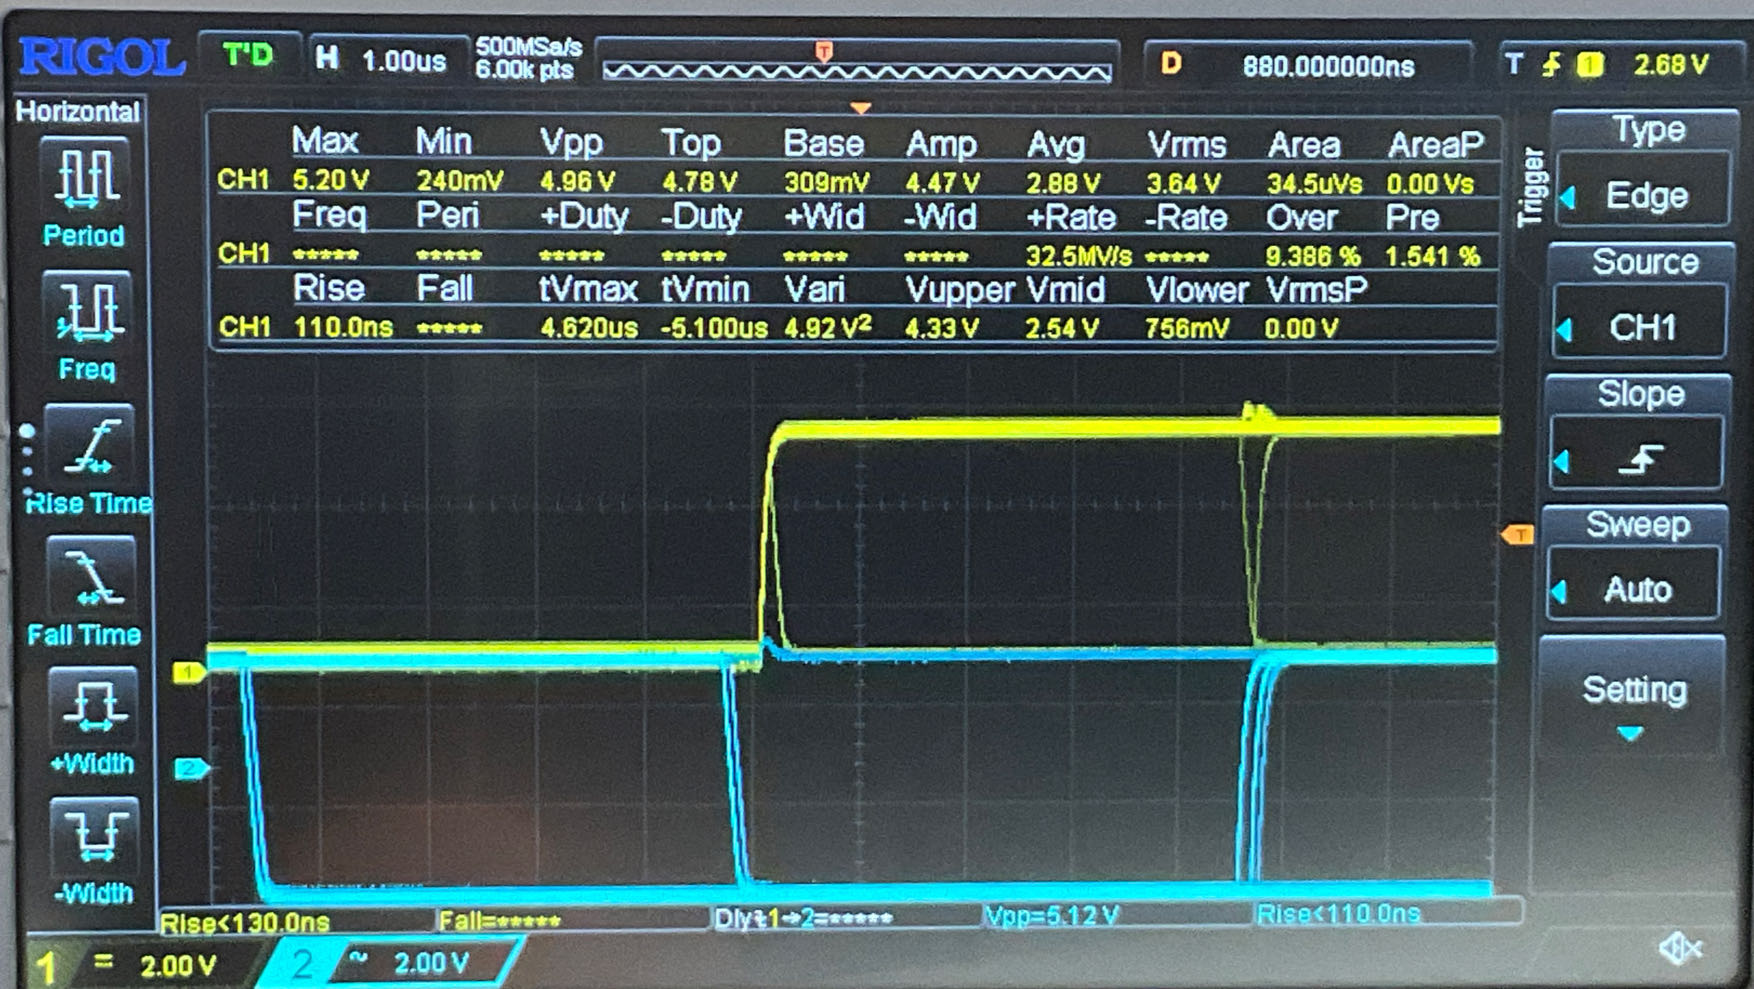 RIGOL T'D H 1.00us 500MSa/s 6.00k pts T D 880.000000ns T 1 2.68 V
Horizontal
Period
Freq
Rise Time
Fall Time
+Width
-Width
Max Min Vpp Top Base Amp Avg Vrms Area AreaP
CH1 5.20 V 240mV 4.96 V 4.78 V 309mV 4.47 V 2.88 V 3.64 V 34.5uVs 0.00 Vs
Freq Peri +Duty -Duty +Wid -Wid +Rate -Rate Over Pre
CH1 ***** ***** ***** ***** ***** ***** 32.5MV/s ***** 9.386 % 1.541 %
Rise Fall tVmax tVmin Vari Vupper Vmid Vlower VrmsP
CH1 110.0ns ***** 4.620us -5.100us 4.92 V² 4.33 V 2.54 V 756mV 0.00 V
1
2
T
Trigger
Type
Edge
Source
CH1
Slope
Sweep
Auto
Setting
Rise<130.0ns Fall=***** Dly1→2=***** Vpp=5.12 V Rise<110.0ns
1 = 2.00 V 2 ~ 2.00 V